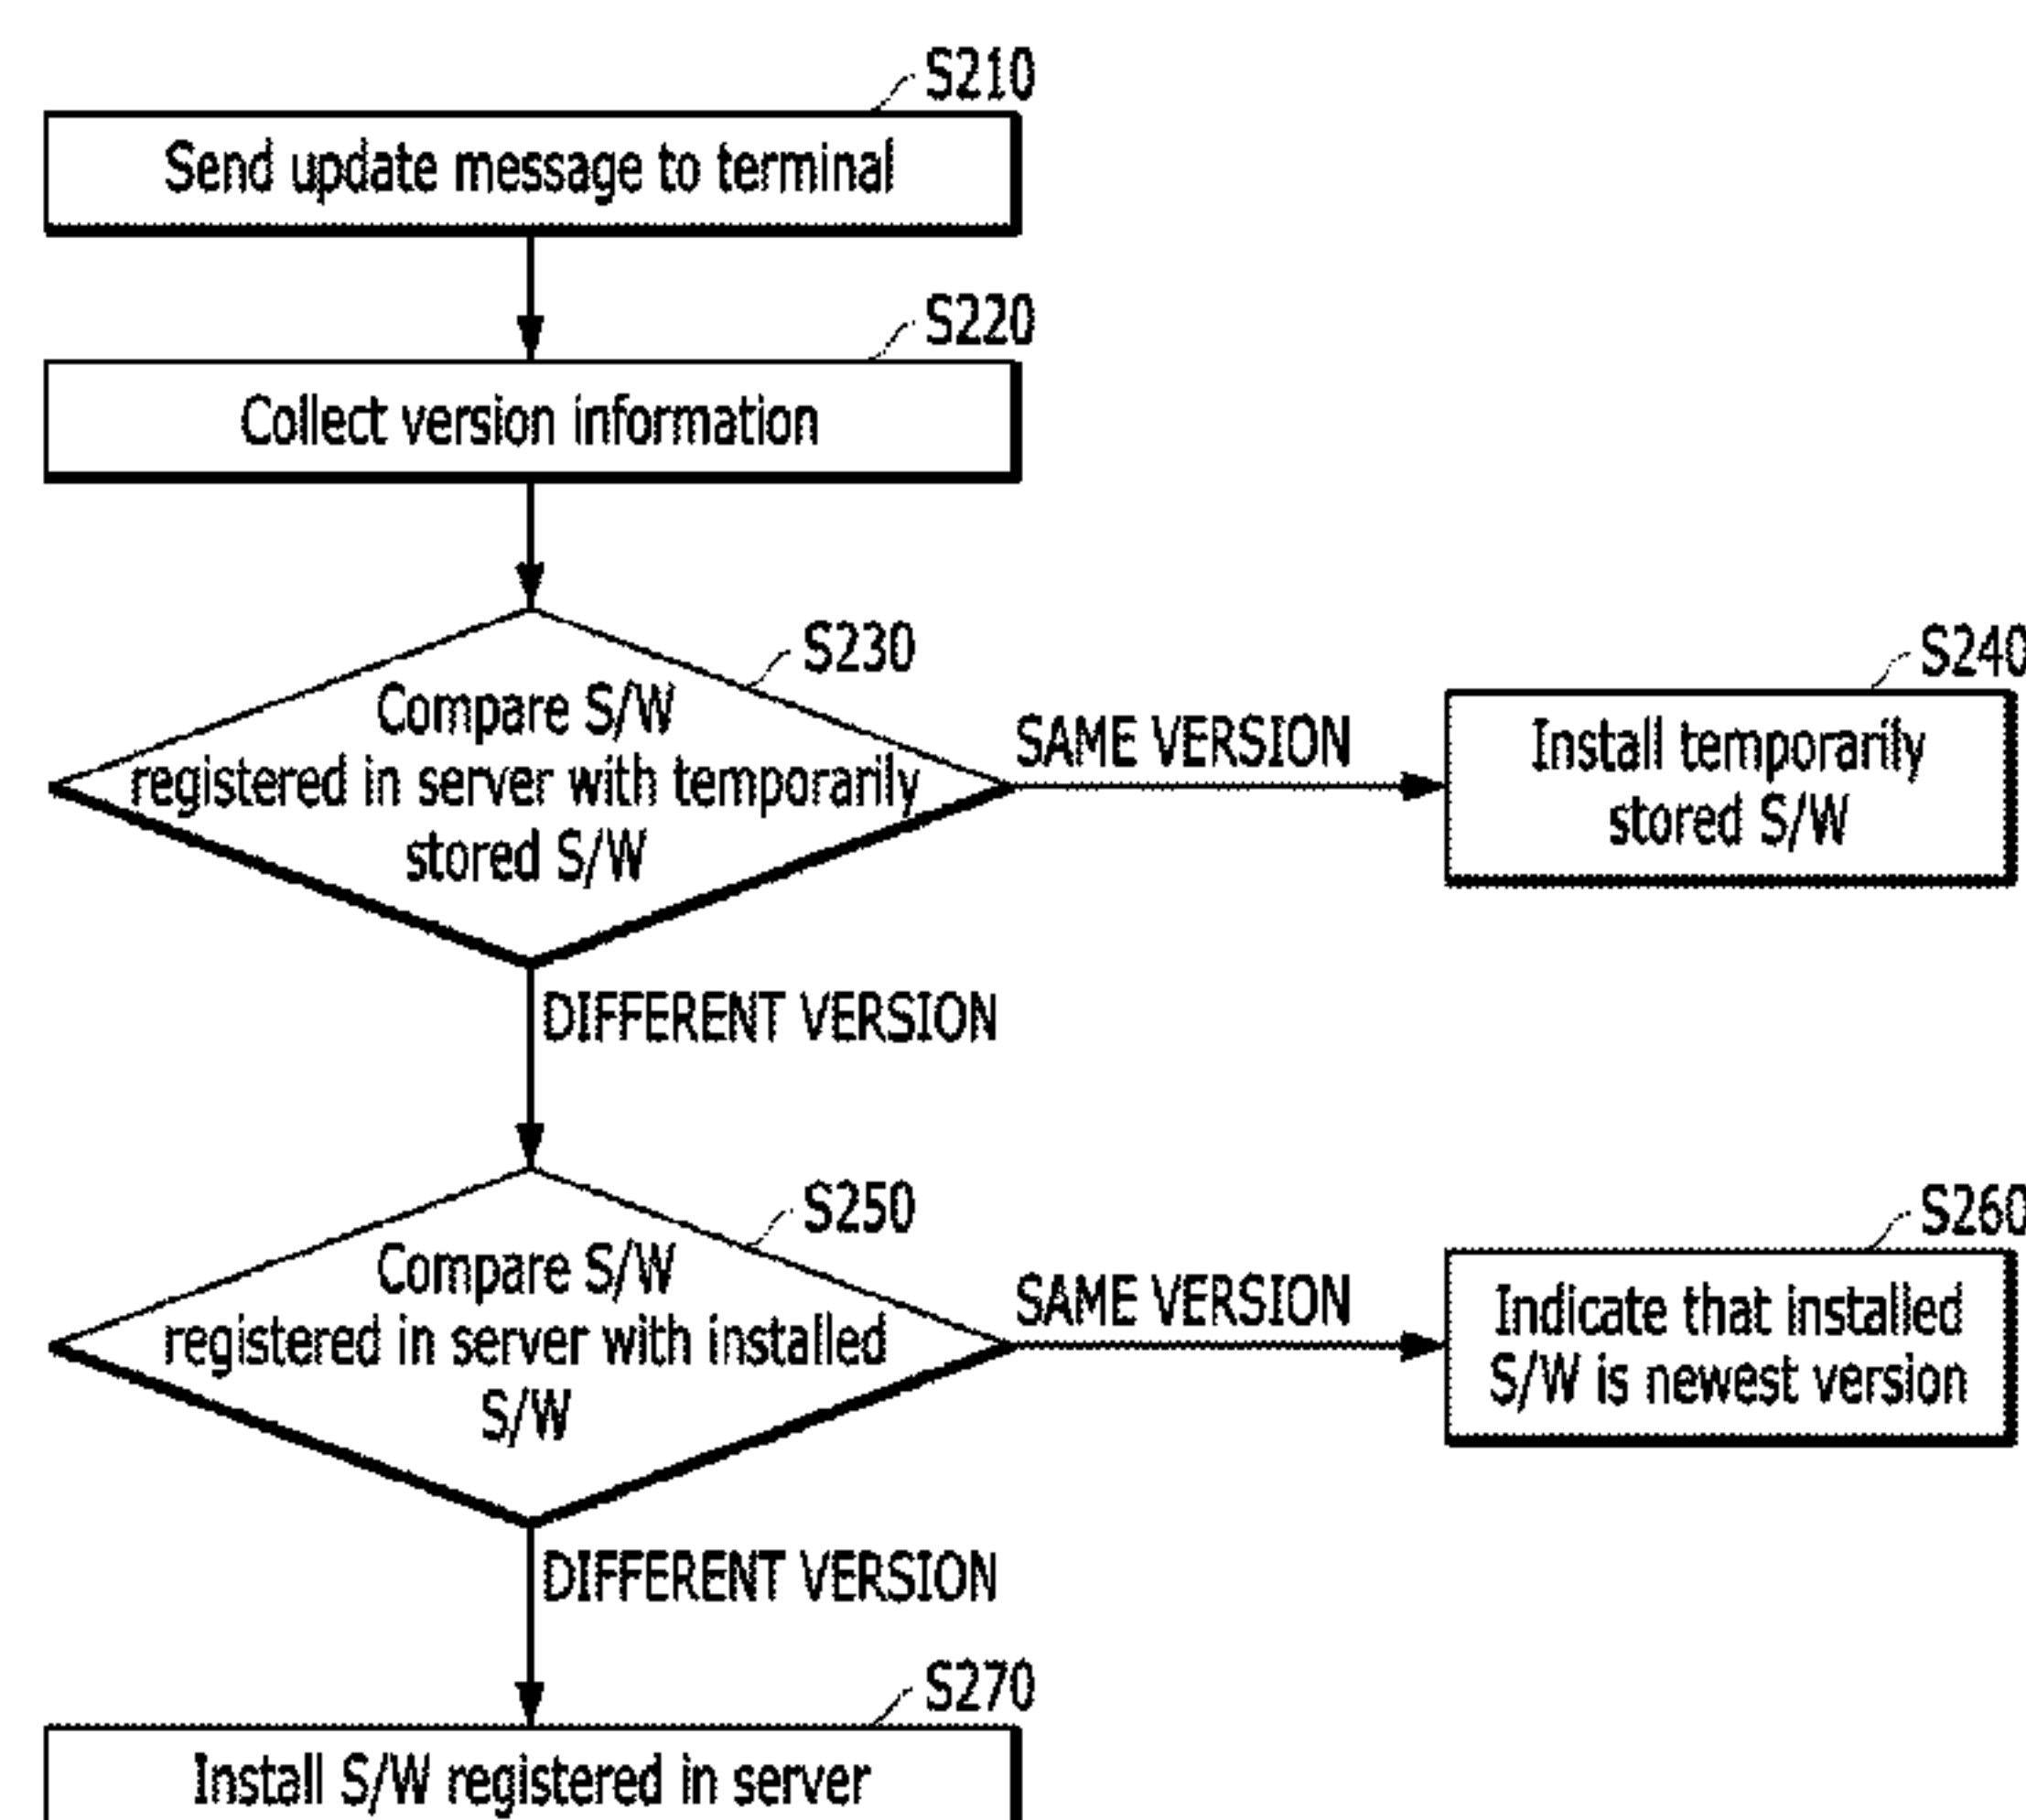 S210
Send update message to terminal
S220
Collect version information
S230
Compare S/W
registered in server with temporarily
stored S/W
SAME VERSION
S240
Install temporarily
stored S/W
DIFFERENT VERSION
S250
Compare S/W
registered in server with installed
S/W
SAME VERSION
S260
Indicate that installed
S/W is newest version
DIFFERENT VERSION
S270
Install S/W registered in server